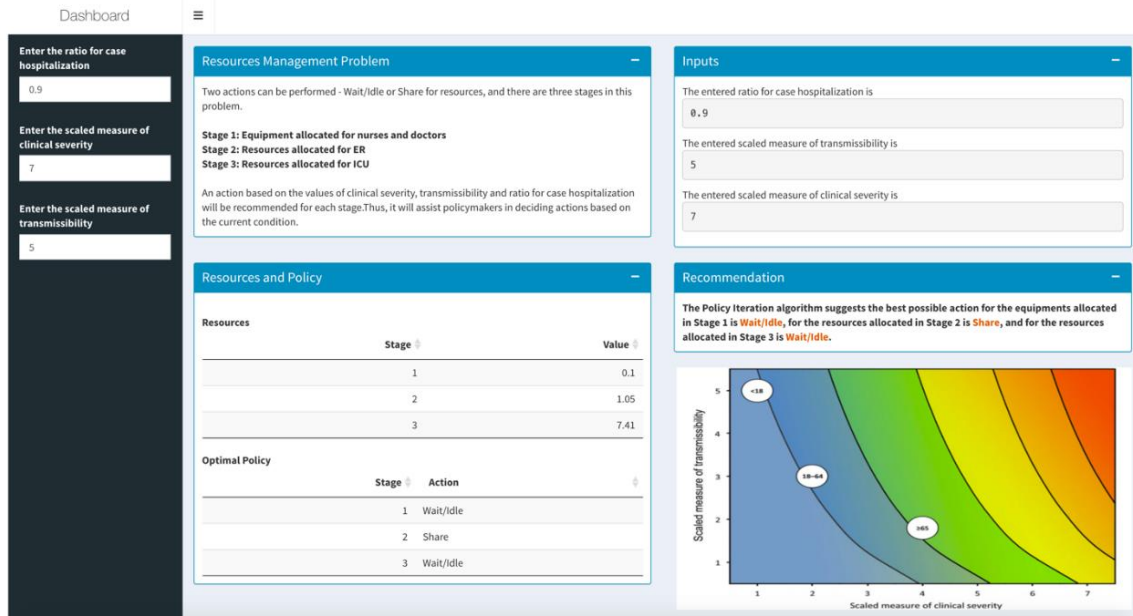 Dashboard
Enter the ratio for case
hospitalization
0.9
Enter the scaled measure of
clinical severity
7
Enter the scaled measure of
transmissibility
5
Resources Management Problem
Two actions can be performed - Wait/Idle or Share for resources, and there are three stages in this
problem.
Stage 1: Equipment allocated for nurses and doctors
Stage 2: Resources allocated for ER
Stage 3: Resources allocated for ICU
An action based on the values of clinical severity, transmissibility and ratio for case hospitalization
will be recommended for each stage.Thus, it will assist policymakers in deciding actions based on
the current condition.
Inputs
The entered ratio for case hospitalization is
0.9
The entered scaled measure of transmissibility is
5
The entered scaled measure of clinical severity is
7
Resources and Policy
Resources
Stage Value
1 0.1
2 1.05
3 7.41
Optimal Policy
Stage Action
1 Wait/Idle
2 Share
3 Wait/Idle
Recommendation
The Policy Iteration algorithm suggests the best possible action for the equipments allocated
in Stage 1 is Wait/Idle, for the resources allocated in Stage 2 is Share, and for the resources
allocated in Stage 3 is Wait/Idle.
Scaled measure of transmissibility
5
4
3
2
1
<18
18–64
≥65
1 2 3 4 5 6 7
Scaled measure of clinical severity